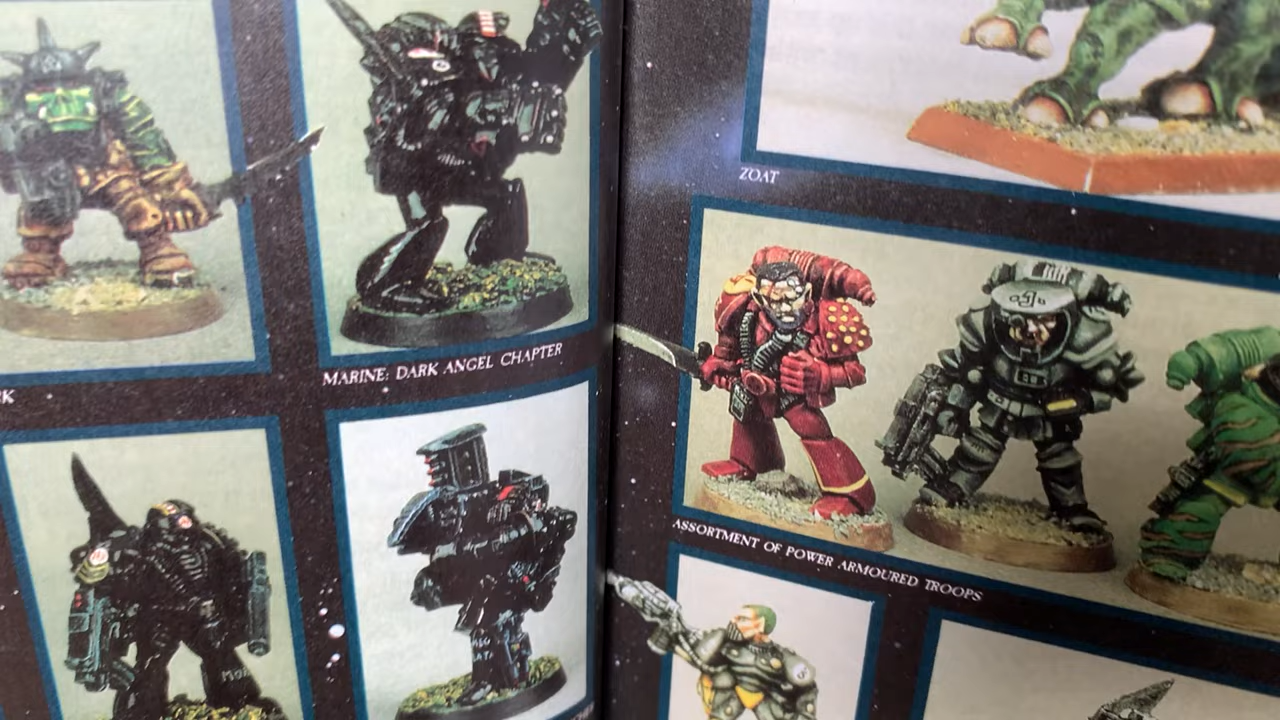 MARINE: DARK ANGEL CHAPTER
ZOAT
ASSORTMENT OF POWER ARMOURED TROOPS